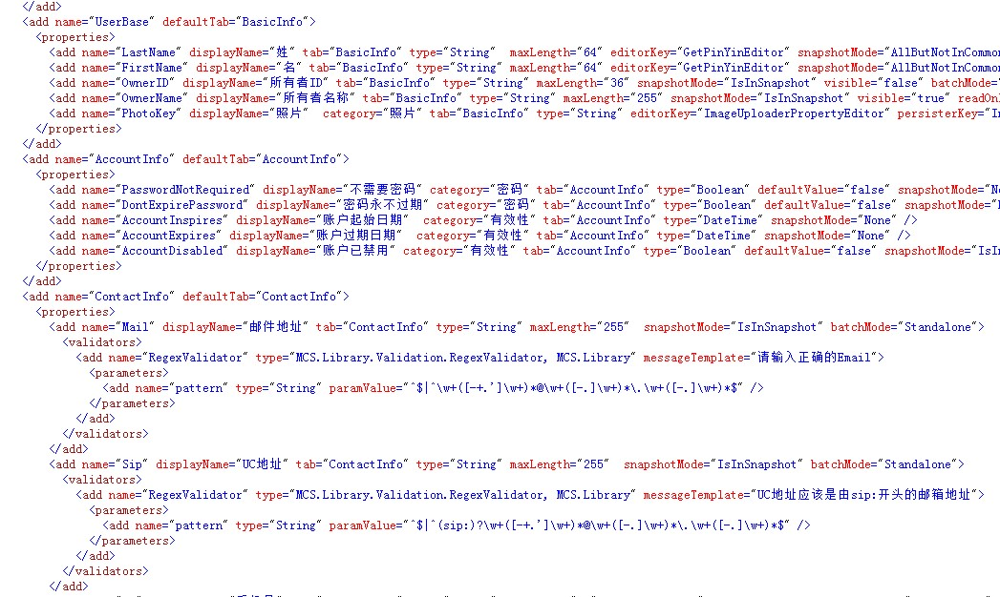 </add>
<add name="UserBase" defaultTab="BasicInfo">
<properties>
<add name="LastName" displayName="姓" tab="BasicInfo" type="String" maxLength="64" editorKey="GetPinYinEditor" snapshotMode="AllButNotInCommon
<add name="FirstName" displayName="名" tab="BasicInfo" type="String" maxLength="64" editorKey="GetPinYinEditor" snapshotMode="AllButNotInCommon
<add name="OwnerID" displayName="所有者ID" tab="BasicInfo" type="String" maxLength="36" snapshotMode="IsInSnapshot" visible="false" batchMode="
<add name="OwnerName" displayName="所有者名称" tab="BasicInfo" type="String" maxLength="255" snapshotMode="IsInSnapshot" visible="true" readOnl
<add name="PhotoKey" displayName="照片" category="照片" tab="BasicInfo" type="String" editorKey="ImageUploaderPropertyEditor" persisterKey="I
</properties>
</add>
<add name="AccountInfo" defaultTab="AccountInfo">
<properties>
<add name="PasswordNotRequired" displayName="不需要密码" category="密码" tab="AccountInfo" type="Boolean" defaultValue="false" snapshotMode="N
<add name="DontExpirePassword" displayName="密码永不过期" category="密码" tab="AccountInfo" type="Boolean" defaultValue="false" snapshotMode="
<add name="AccountInspires" displayName="账户起始日期" category="有效性" tab="AccountInfo" type="DateTime" snapshotMode="None" />
<add name="AccountExpires" displayName="账户过期日期" category="有效性" tab="AccountInfo" type="DateTime" snapshotMode="None" />
<add name="AccountDisabled" displayName="账户已禁用" category="有效性" tab="AccountInfo" type="Boolean" defaultValue="false" snapshotMode="IsIn
</properties>
</add>
<add name="ContactInfo" defaultTab="ContactInfo">
<properties>
<add name="Mail" displayName="邮件地址" tab="ContactInfo" type="String" maxLength="255" snapshotMode="IsInSnapshot" batchMode="Standalone">
<validators>
<add name="RegexValidator" type="MCS.Library.Validation.RegexValidator, MCS.Library" messageTemplate="请输入正确的Email">
<parameters>
<add name="pattern" type="String" paramValue="^$|^\w+([-+.']\w+)*@\w+([-.]\w+)*\.\w+([-.]\w+)*$" />
</parameters>
</add>
</validators>
</add>
<add name="Sip" displayName="UC地址" tab="ContactInfo" type="String" maxLength="255" snapshotMode="IsInSnapshot" batchMode="Standalone">
<validators>
<add name="RegexValidator" type="MCS.Library.Validation.RegexValidator, MCS.Library" messageTemplate="UC地址应该是由sip:开头的邮箱地址">
<parameters>
<add name="pattern" type="String" paramValue="^$|^(sip:)?\w+([-+.']\w+)*@\w+([-.]\w+)*\.\w+([-.]\w+)*$" />
</parameters>
</add>
</validators>
</add>